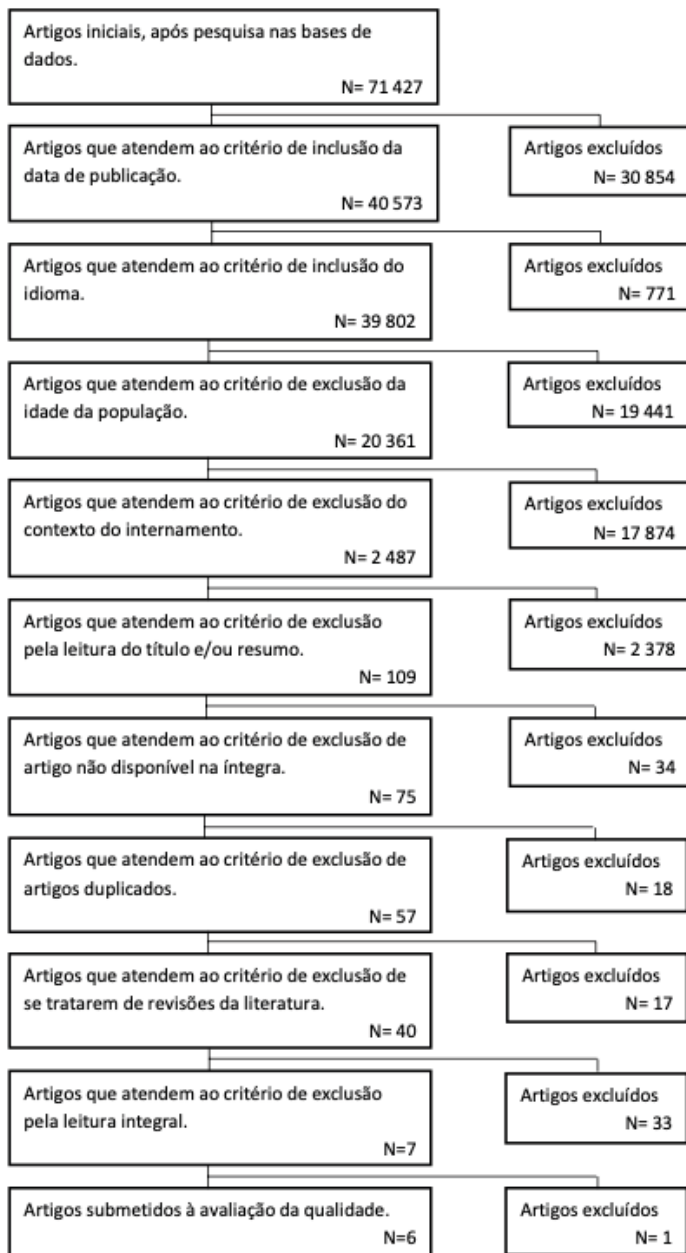 Artigos iniciais, após pesquisa nas bases de
dados.
N= 71 427
Artigos que atendem ao critério de inclusão da
data de publicação.
N= 40 573
Artigos excluídos
N= 30 854
Artigos que atendem ao critério de inclusão do
idioma.
N= 39 802
Artigos excluídos
N= 771
Artigos que atendem ao critério de exclusão da
idade da população.
N= 20 361
Artigos excluídos
N= 19 441
Artigos que atendem ao critério de exclusão do
contexto do internamento.
N= 2 487
Artigos excluídos
N= 17 874
Artigos que atendem ao critério de exclusão
pela leitura do título e/ou resumo.
N= 109
Artigos excluídos
N= 2 378
Artigos que atendem ao critério de exclusão de
artigo não disponível na íntegra.
N= 75
Artigos excluídos
N= 34
Artigos que atendem ao critério de exclusão de
artigos duplicados.
N= 57
Artigos excluídos
N= 18
Artigos que atendem ao critério de exclusão de
se tratarem de revisões da literatura.
N= 40
Artigos excluídos
N= 17
Artigos que atendem ao critério de exclusão
pela leitura integral.
N=7
Artigos excluídos
N= 33
Artigos submetidos à avaliação da qualidade.
N=6
Artigos excluídos
N= 1